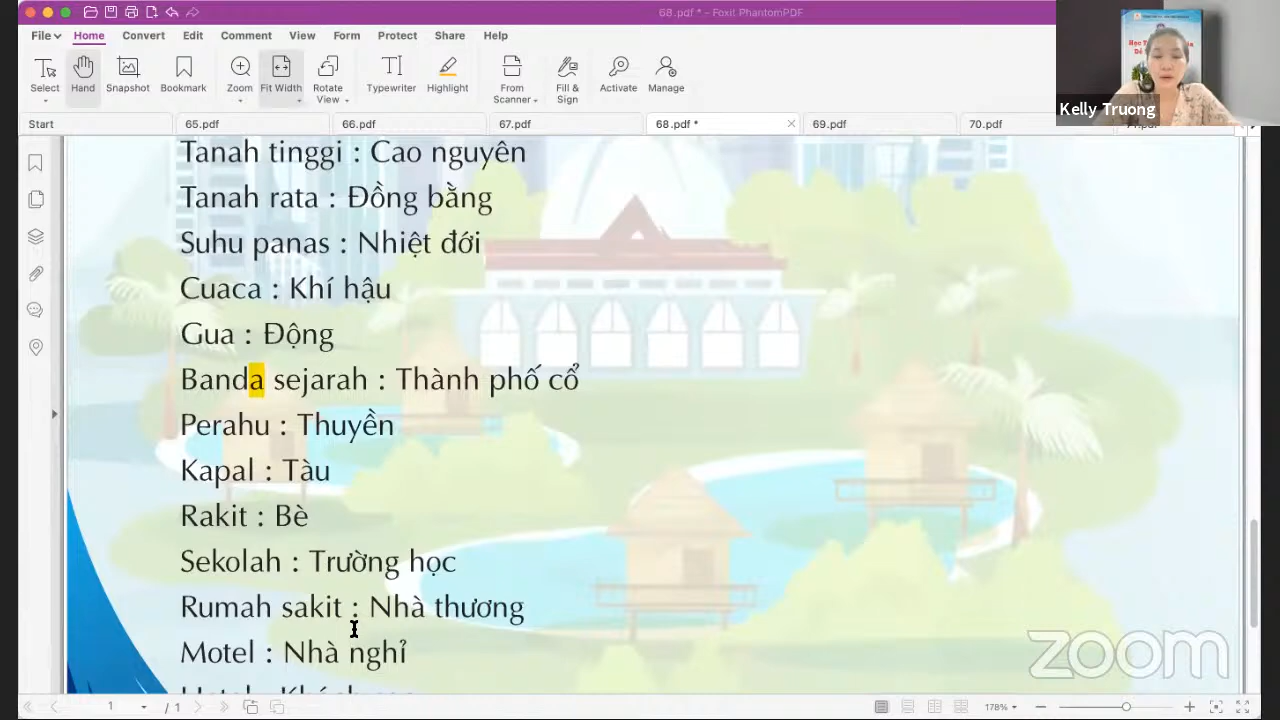 68.pdf * – Foxit PhantomPDF
File Home Convert Edit Comment View Form Protect Share Help
Select Hand Snapshot Bookmark Zoom Fit Width Rotate View Typewriter Highlight From Scanner Fill & Sign Activate Manage
Kelly Truong
Start 65.pdf 66.pdf 67.pdf 68.pdf * 69.pdf 70.pdf
Tanah tinggi : Cao nguyên
Tanah rata : Đồng bằng
Suhu panas : Nhiệt đới
Cuaca : Khí hậu
Gua : Động
Banda sejarah : Thành phố cổ
Perahu : Thuyền
Kapal : Tàu
Rakit : Bè
Sekolah : Trường học
Rumah sakit : Nhà thương
Motel : Nhà nghỉ
zoom
1 / 1 178%